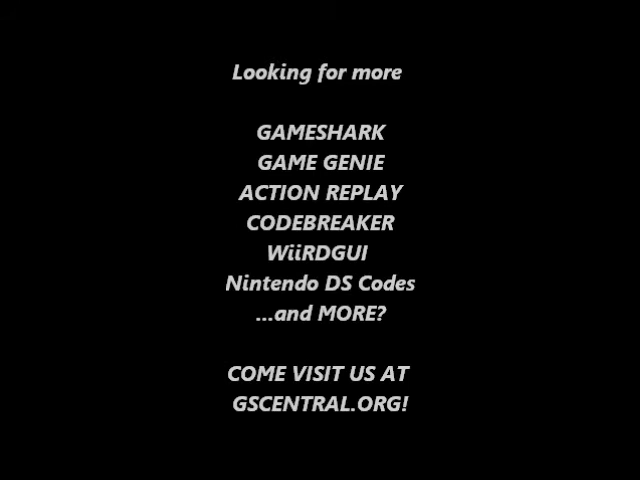 Looking for more
GAMESHARK
GAME GENIE
ACTION REPLAY
CODEBREAKER
WiiRDGUI
Nintendo DS Codes
...and MORE?
COME VISIT US AT
GSCENTRAL.ORG!